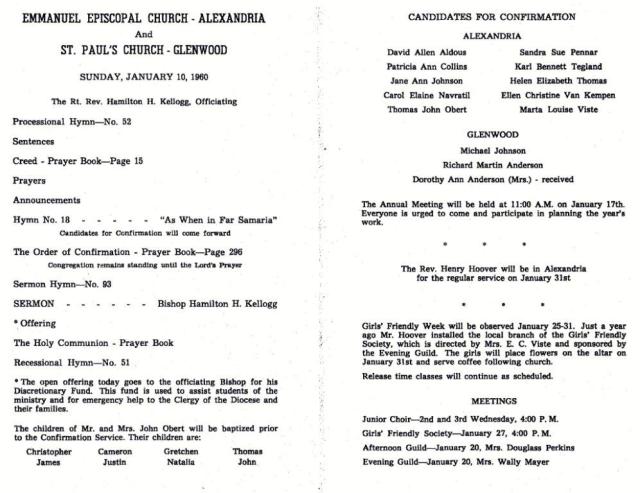 EMMANUEL EPISCOPAL CHURCH - ALEXANDRIA
And
ST. PAUL'S CHURCH - GLENWOOD
SUNDAY, JANUARY 10, 1960
The Rt. Rev. Hamilton H. Kellogg, Officiating
Processional Hymn—No. 52
Sentences
Creed - Prayer Book—Page 15
Prayers
Announcements
Hymn No. 18 - - - - - "As When in Far Samaria"
Candidates for Confirmation will come forward
The Order of Confirmation - Prayer Book—Page 296
Congregation remains standing until the Lord's Prayer
Sermon Hymn—No. 93
SERMON - - - - - - Bishop Hamilton H. Kellogg
* Offering
The Holy Communion - Prayer Book
Recessional Hymn—No. 51
* The open offering today goes to the officiating Bishop for his
Discretionary Fund. This fund is used to assist students of the
ministry and for emergency help to the Clergy of the Diocese and
their families.
The children of Mr. and Mrs. John Obert will be baptized prior
to the Confirmation Service. Their children are:
Christopher Cameron Gretchen Thomas
James Justin Natalia John
CANDIDATES FOR CONFIRMATION
ALEXANDRIA
David Allen Aldous Sandra Sue Pennar
Patricia Ann Collins Karl Bennett Tegland
Jane Ann Johnson Helen Elizabeth Thomas
Carol Elaine Navratil Ellen Christine Van Kempen
Thomas John Obert Marta Louise Viste
GLENWOOD
Michael Johnson
Richard Martin Anderson
Dorothy Ann Anderson (Mrs.) - received
The Annual Meeting will be held at 11:00 A.M. on January 17th.
Everyone is urged to come and participate in planning the year's
work.
* * *
The Rev. Henry Hoover will be in Alexandria
for the regular service on January 31st
* * *
Girls' Friendly Week will be observed January 25-31. Just a year
ago Mr. Hoover installed the local branch of the Girls' Friendly
Society, which is directed by Mrs. E. C. Viste and sponsored by
the Evening Guild. The girls will place flowers on the altar on
January 31st and serve coffee following church.
Release time classes will continue as scheduled.
MEETINGS
Junior Choir—2nd and 3rd Wednesday, 4:00 P. M.
Girls' Friendly Society—January 27, 4:00 P. M.
Afternoon Guild—January 20, Mrs. Douglass Perkins
Evening Guild—January 20, Mrs. Wally Mayer